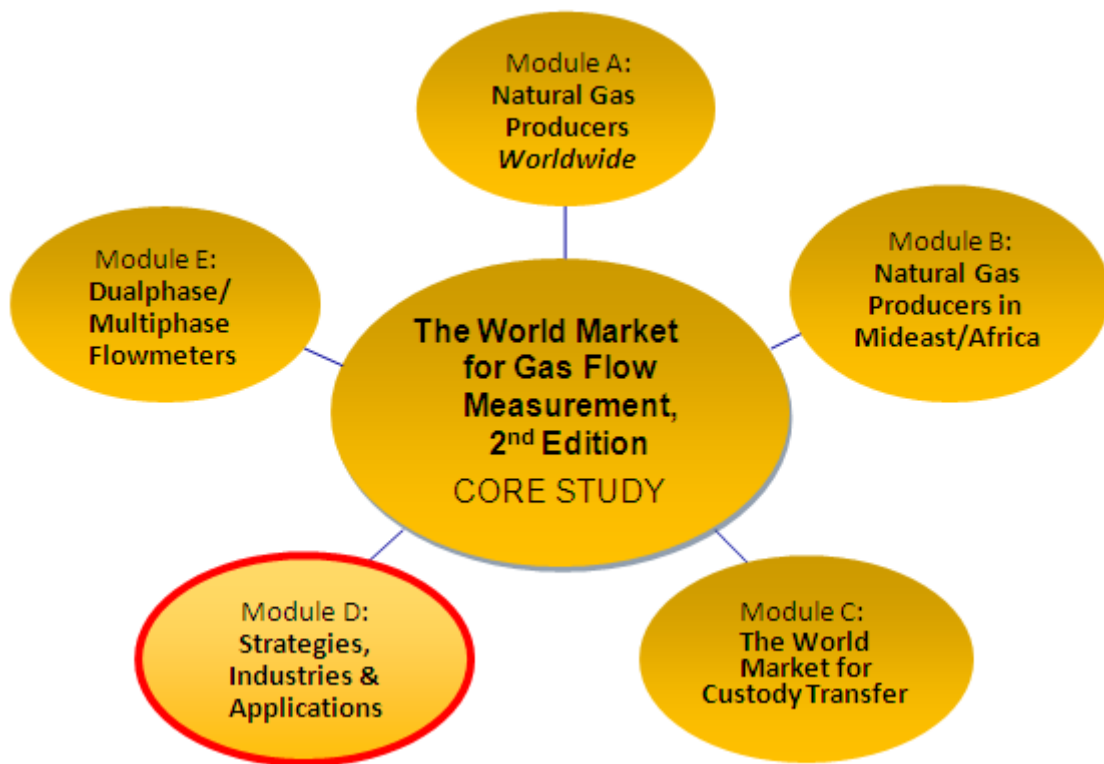 Module A:
Natural Gas
Producers
Worldwide
Module B:
Natural Gas
Producers in
Mideast/Africa
Module E:
Dualphase/
Multiphase
Flowmeters
The World Market
for Gas Flow
Measurement,
2nd Edition
CORE STUDY
Module D:
Strategies,
Industries &
Applications
Module C:
The World
Market for
Custody Transfer